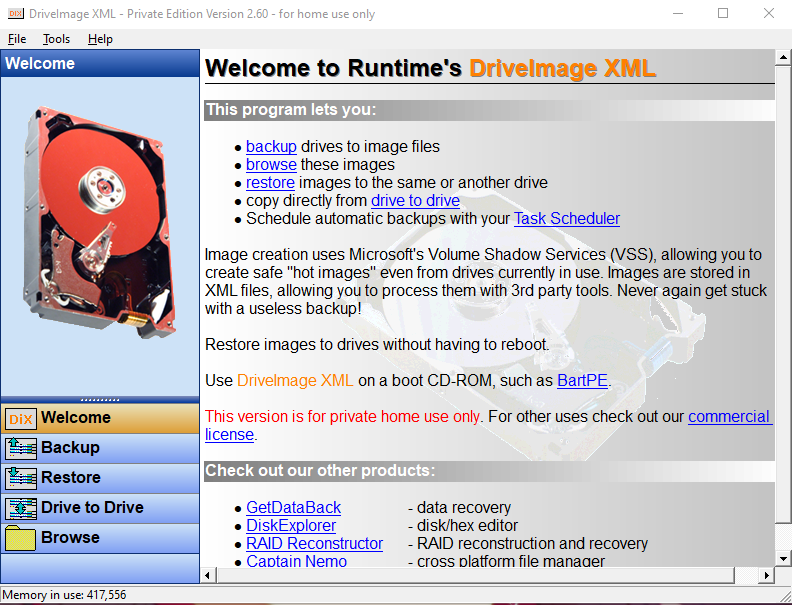 DiX DriveImage XML - Private Edition Version 2.60 - for home use only
File Tools Help
Welcome
Welcome to Runtime's DriveImage XML
This program lets you:
• backup drives to image files
• browse these images
• restore images to the same or another drive
• copy directly from drive to drive
• Schedule automatic backups with your Task Scheduler
Image creation uses Microsoft's Volume Shadow Services (VSS), allowing you to
create safe "hot images" even from drives currently in use. Images are stored in
XML files, allowing you to process them with 3rd party tools. Never again get stuck
with a useless backup!
Restore images to drives without having to reboot.
Use DriveImage XML on a boot CD-ROM, such as BartPE.
This version is for private home use only. For other uses check out our commercial
license.
Check out our other products:
• GetDataBack - data recovery
• DiskExplorer - disk/hex editor
• RAID Reconstructor - RAID reconstruction and recovery
• Captain Nemo - cross platform file manager
DiX Welcome
Backup
Restore
Drive to Drive
Browse
Memory in use: 417,556